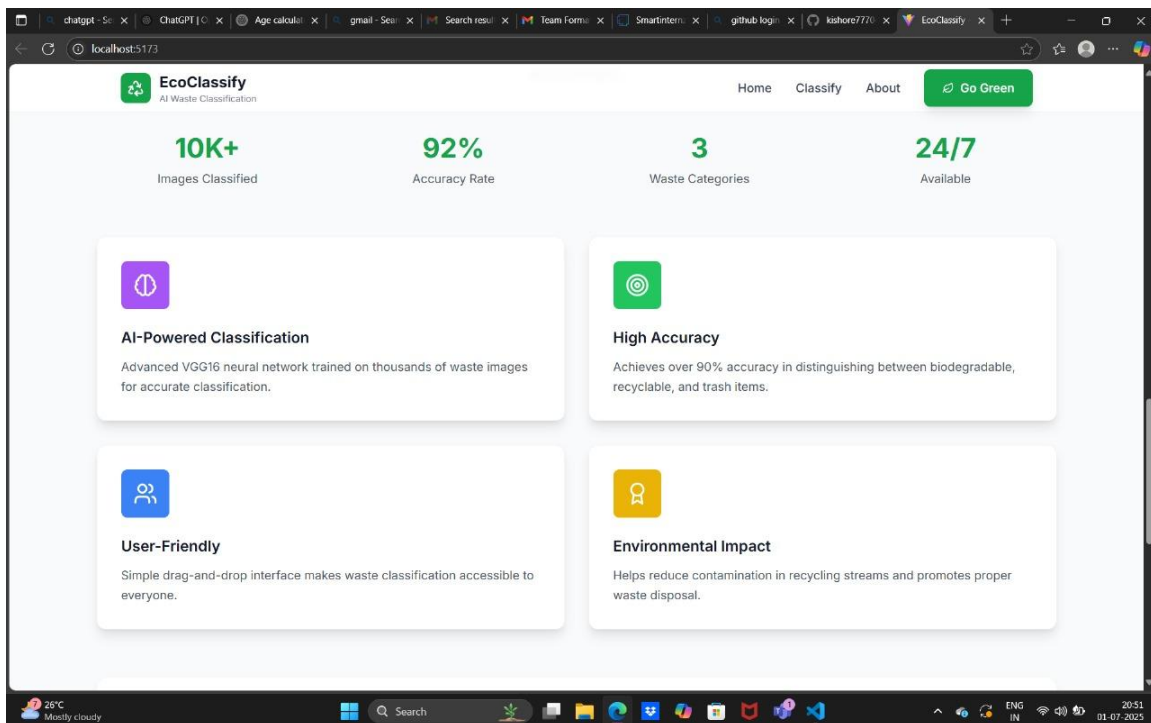 chatgpt - Se
ChatGPT | O
Age calculat
gmail - Sear
Search resul
Team Forma
Smartintern
github login
kishore7770
EcoClassify
localhost:5173
EcoClassify
AI Waste Classification
Home
Classify
About
Go Green
10K+
92%
3
24/7
Images Classified
Accuracy Rate
Waste Categories
Available
AI-Powered Classification
Advanced VGG16 neural network trained on thousands of waste images
for accurate classification.
High Accuracy
Achieves over 90% accuracy in distinguishing between biodegradable,
recyclable, and trash items.
User-Friendly
Simple drag-and-drop interface makes waste classification accessible to
everyone.
Environmental Impact
Helps reduce contamination in recycling streams and promotes proper
waste disposal.
26°C
Mostly cloudy
Search
ENG
IN
20:51
01-07-2025